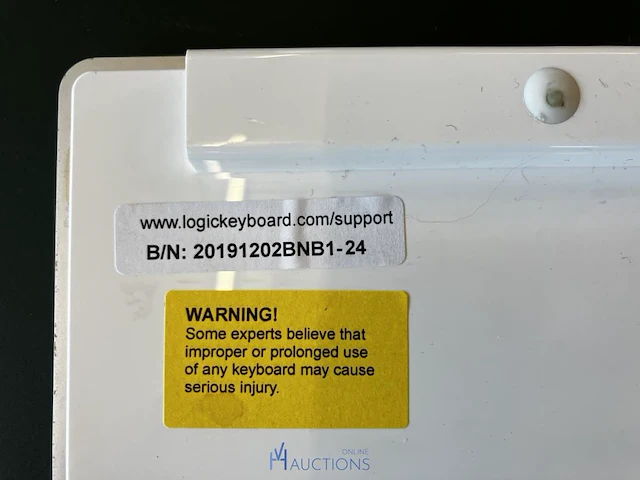 www.logickeyboard.com/support
B/N: 20191202BNB1-24
WARNING!
Some experts believe that
improper or prolonged use
of any keyboard may cause
serious injury.
ONLINE
AUCTIONS